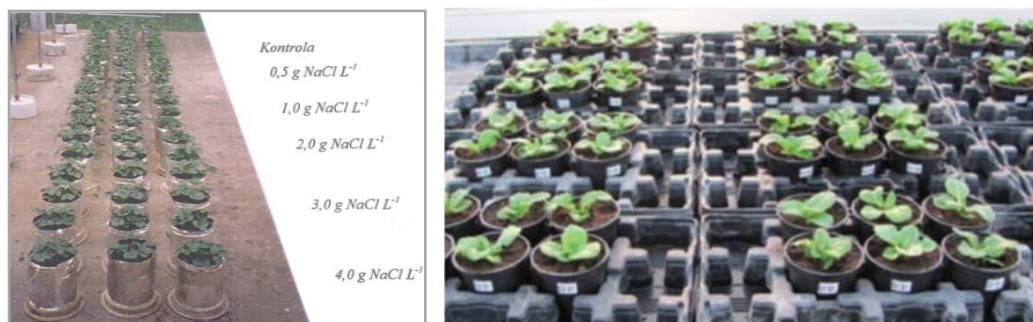 Kontrola
0,5 g NaCl L⁻¹
1,0 g NaCl L⁻¹
2,0 g NaCl L⁻¹
3,0 g NaCl L⁻¹
4,0 g NaCl L⁻¹